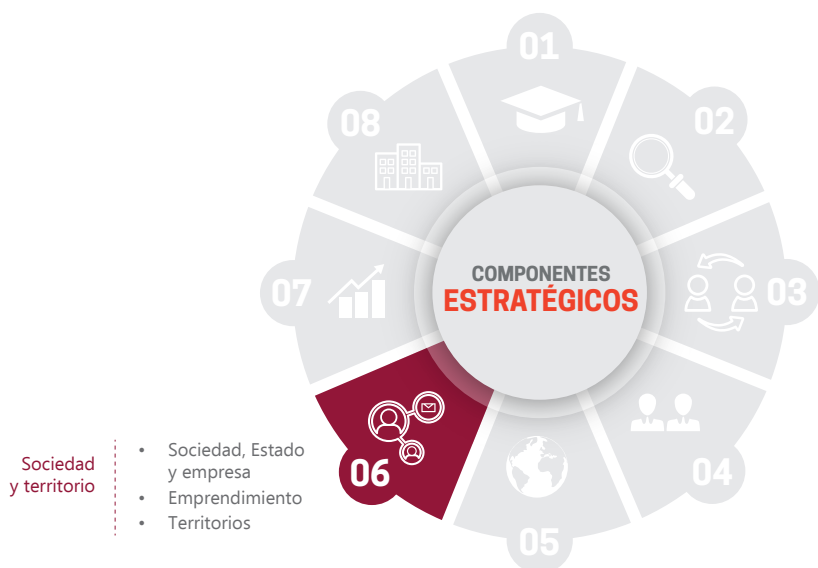 01
02
03
04
05
06
07
08
COMPONENTES
ESTRATÉGICOS
Sociedad
y territorio
• Sociedad, Estado
y empresa
• Emprendimiento
• Territorios